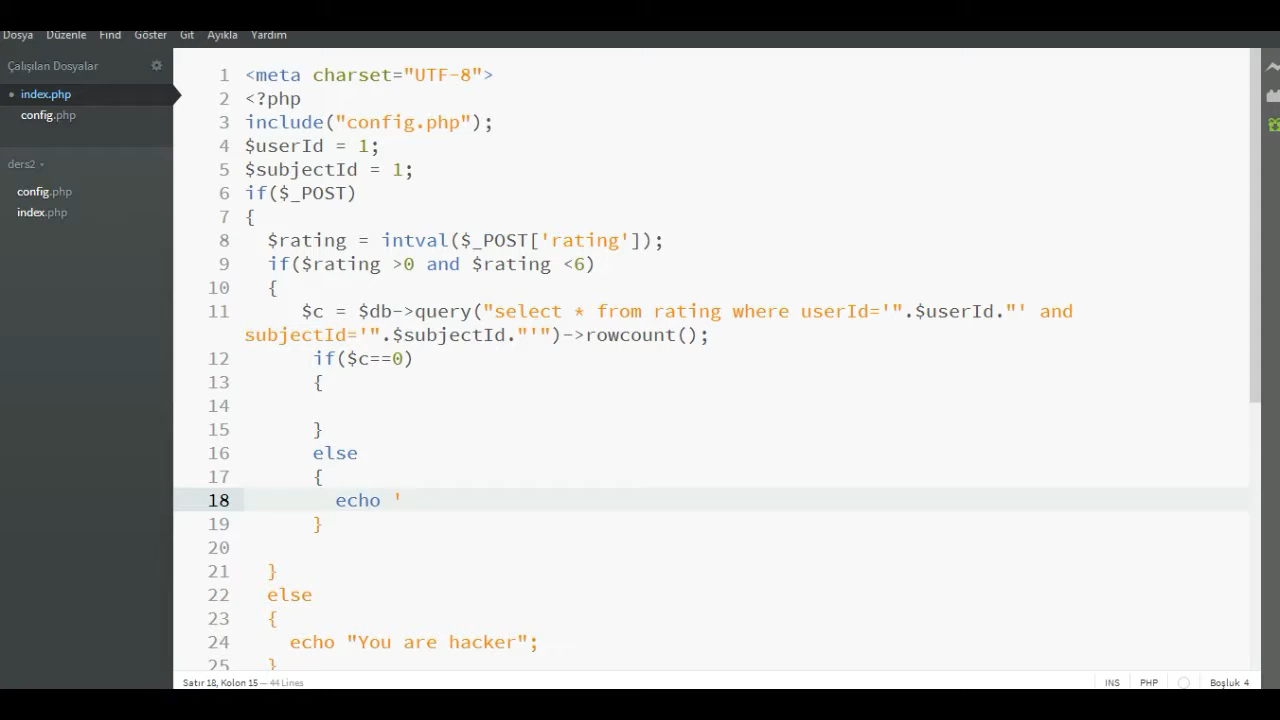 Dosya Düzenle Find Göster Git Ayıkla Yardım
Çalışılan Dosyalar
index.php
config.php
ders2
config.php
index.php
1 <meta charset="UTF-8">
2 <?php
3 include("config.php");
4 $userId = 1;
5 $subjectId = 1;
6 if($_POST)
7 {
8 $rating = intval($_POST['rating']);
9 if($rating >0 and $rating <6)
10 {
11 $c = $db->query("select * from rating where userId='".$userId."' and
subjectId='".$subjectId."'")->rowcount();
12 if($c==0)
13 {
14
15 }
16 else
17 {
18 echo '
19 }
20
21 }
22 else
23 {
24 echo "You are hacker";
25 }
Satır 18, Kolon 15 — 44 Lines
INS PHP Boşluk 4